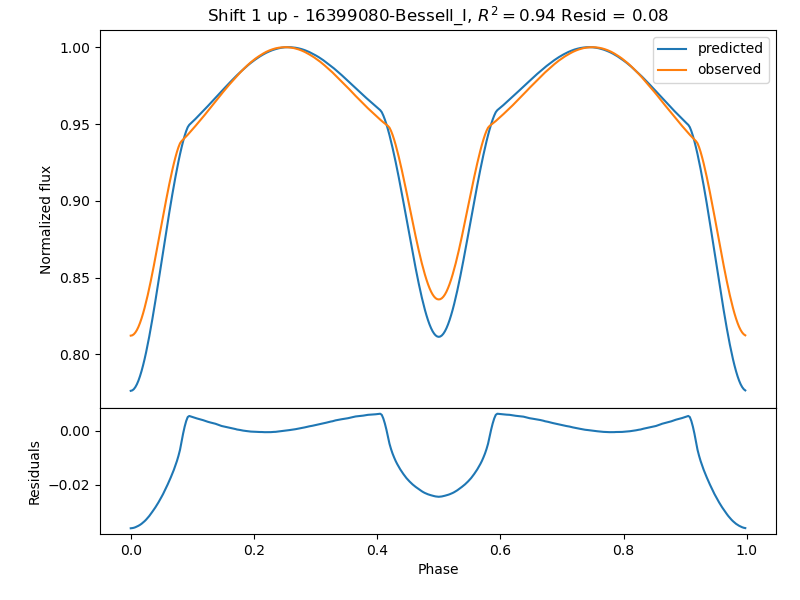 Shift 1 up - 16399080-Bessell_I, R² = 0.94 Resid = 0.08
predicted
observed
Normalized flux
1.00
0.95
0.90
0.85
0.80
Residuals
0.00
−0.02
0.0 0.2 0.4 0.6 0.8 1.0
Phase